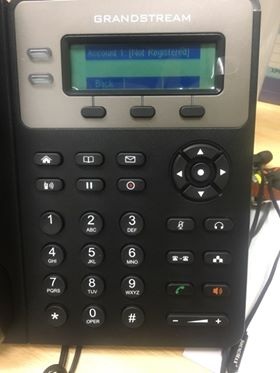 GRANDSTREAM
Account 1: [Not Registered]
Back
1
2
ABC
3
DEF
4
GHI
5
JKL
6
MNO
7
PQRS
8
TUV
9
WXYZ
*
0
OPER
#
− +